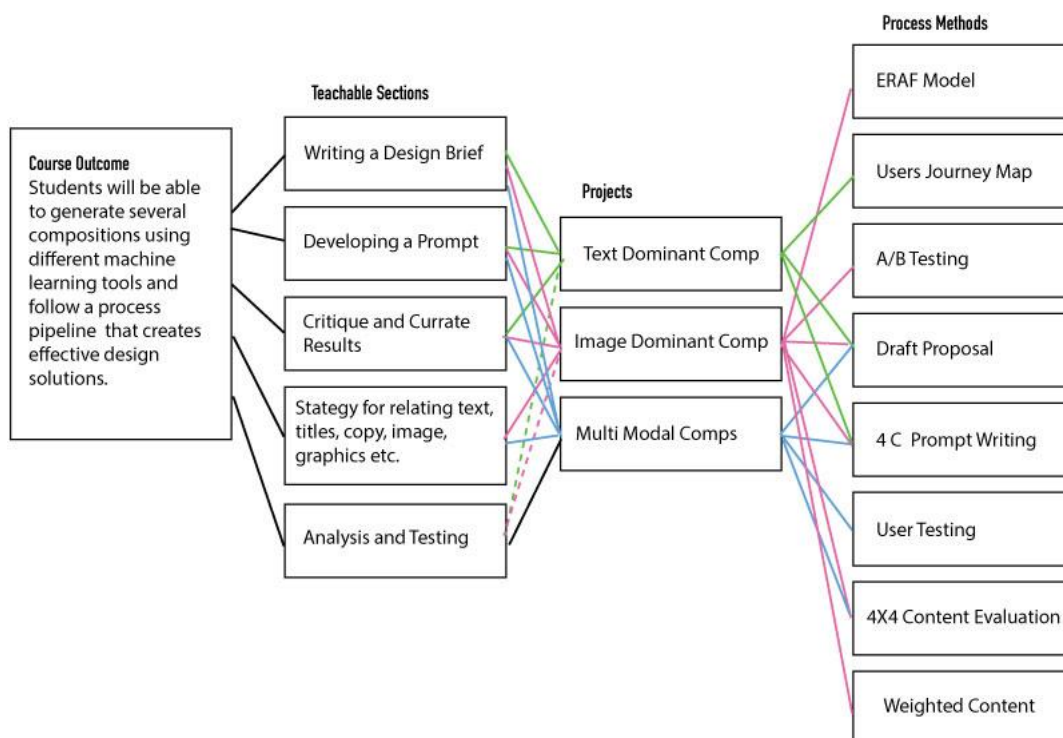 Course Outcome
Students will be able
to generate several
compositions using
different machine
learning tools and
follow a process
pipeline that creates
effective design
solutions.
Teachable Sections
Writing a Design Brief
Developing a Prompt
Critique and Currate
Results
Stategy for relating text,
titles, copy, image,
graphics etc.
Analysis and Testing
Projects
Text Dominant Comp
Image Dominant Comp
Multi Modal Comps
Process Methods
ERAF Model
Users Journey Map
A/B Testing
Draft Proposal
4 C Prompt Writing
User Testing
4X4 Content Evaluation
Weighted Content